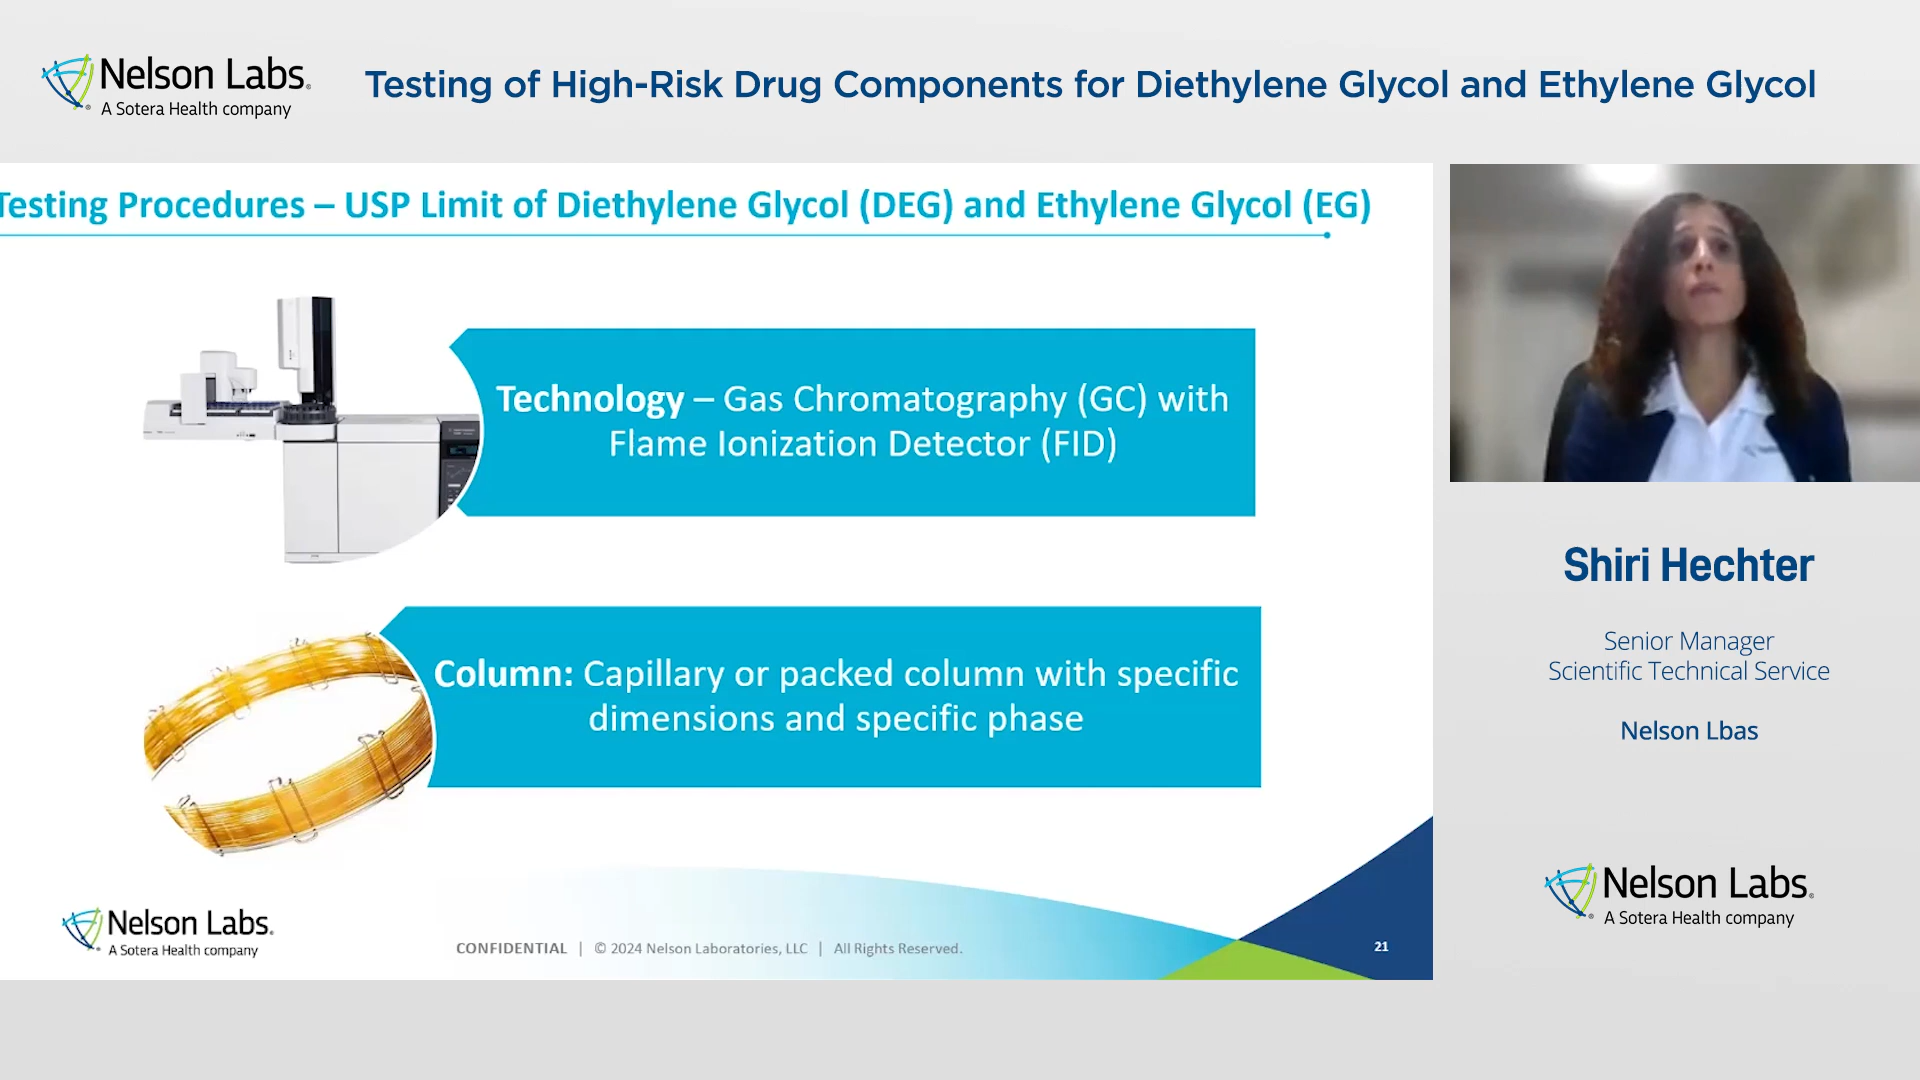 Nelson Labs®
A Sotera Health company
Testing of High-Risk Drug Components for Diethylene Glycol and Ethylene Glycol
Testing Procedures – USP Limit of Diethylene Glycol (DEG) and Ethylene Glycol (EG)
Technology – Gas Chromatography (GC) with
Flame Ionization Detector (FID)
Column: Capillary or packed column with specific
dimensions and specific phase
Nelson Labs®
A Sotera Health company
CONFIDENTIAL | © 2024 Nelson Laboratories, LLC | All Rights Reserved.
21
Shiri Hechter
Senior Manager
Scientific Technical Service
Nelson Lbas
Nelson Labs®
A Sotera Health company